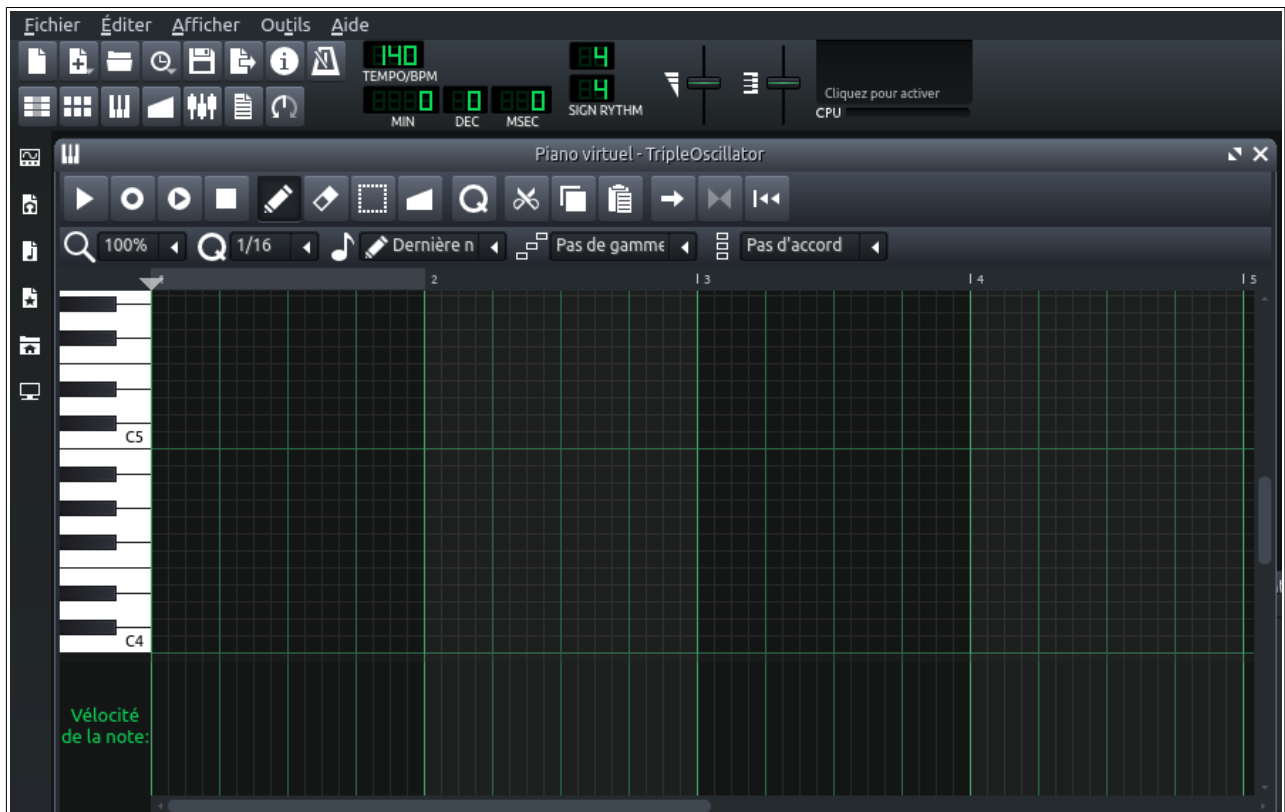 Fichier Éditer Afficher Outils Aide
140
TEMPO/BPM
4
4
SIGN RYTHM
0 0 0
MIN DEC MSEC
Cliquez pour activer
CPU
Piano virtuel - TripleOscillator
100% 1/16 Dernière n Pas de gamme Pas d'accord
2 3 4 5
C5
C4
Vélocité
de la note: